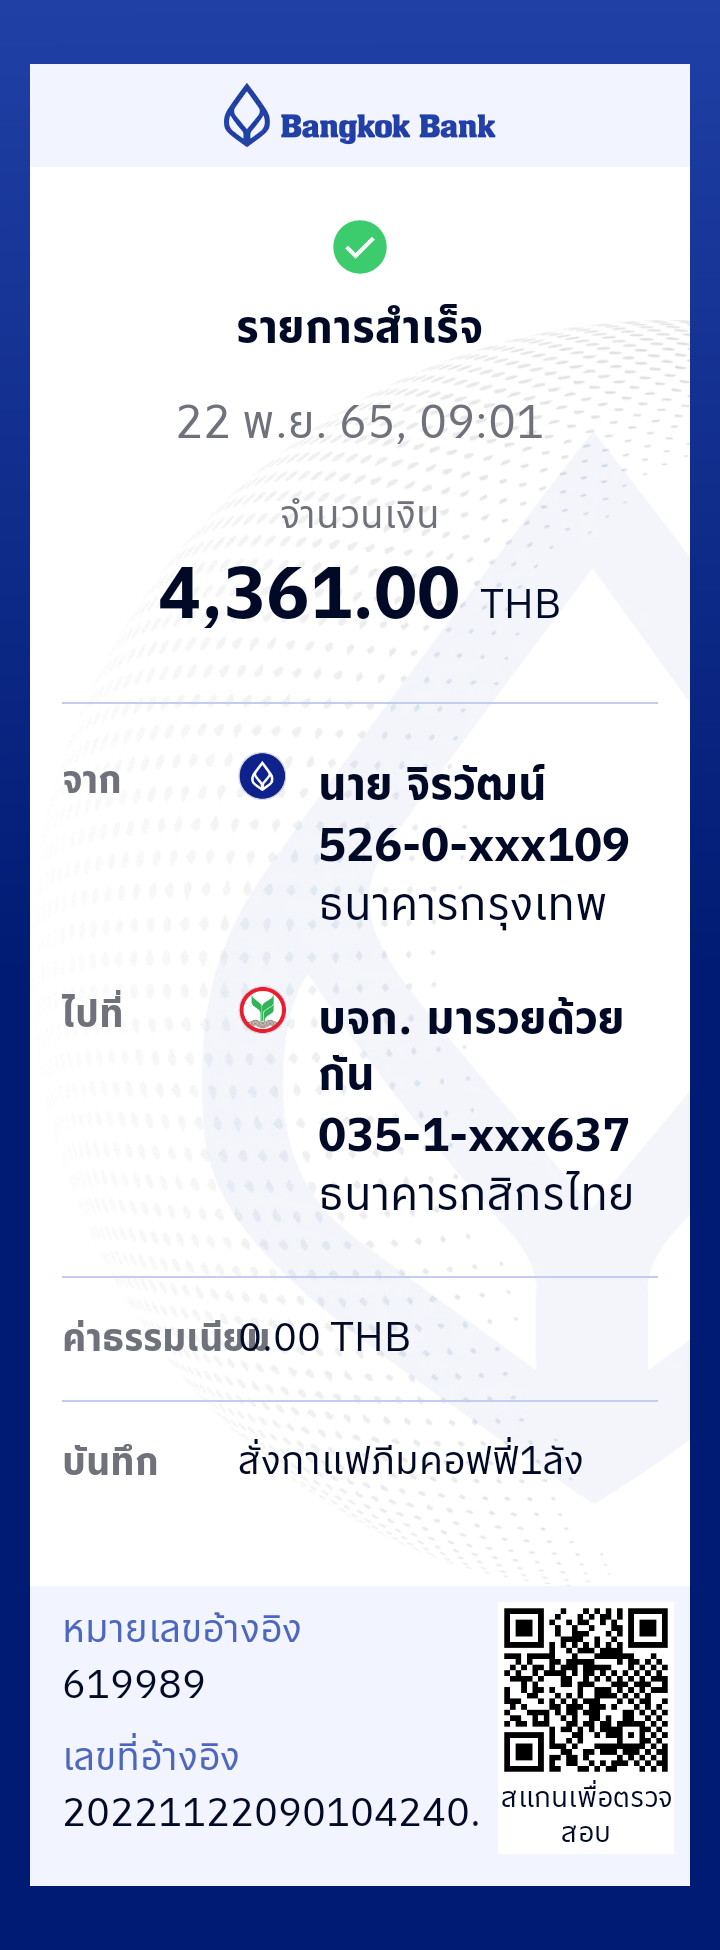 Bangkok Bank
รายการสำเร็จ
22 พ.ย. 65, 09:01
จำนวนเงิน
4,361.00 THB
จาก
นาย จิรวัฒน์
526-0-xxx109
ธนาคารกรุงเทพ
ไปที่
บจก. มารวยด้วย
กัน
035-1-xxx637
ธนาคารกสิกรไทย
ค่าธรรมเนียม 0.00 THB
บันทึก สั่งกาแฟภีมคอฟฟี่1ลัง
หมายเลขอ้างอิง
619989
เลขที่อ้างอิง
20221122090104240.
สแกนเพื่อตรวจ
สอบ